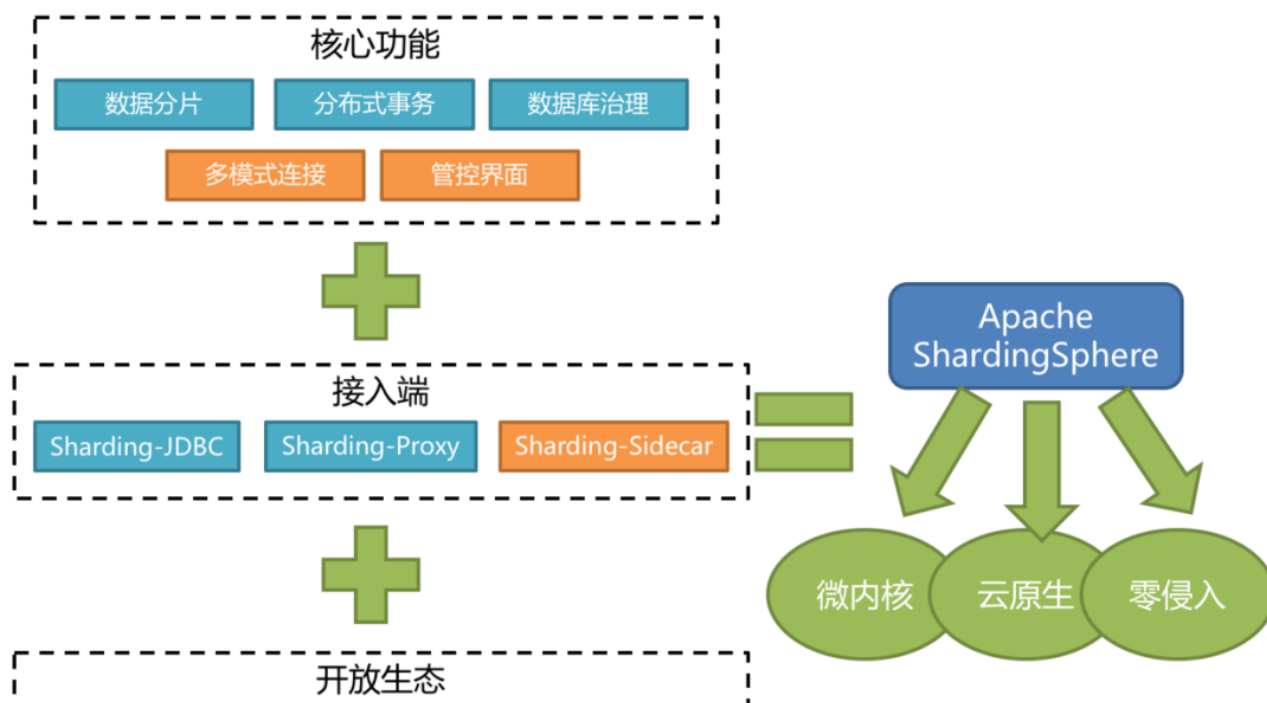 核心功能
数据分片 分布式事务 数据库治理
多模式连接 管控界面
接入端
Sharding-JDBC Sharding-Proxy Sharding-Sidecar
开放生态
Apache
ShardingSphere
微内核 云原生 零侵入